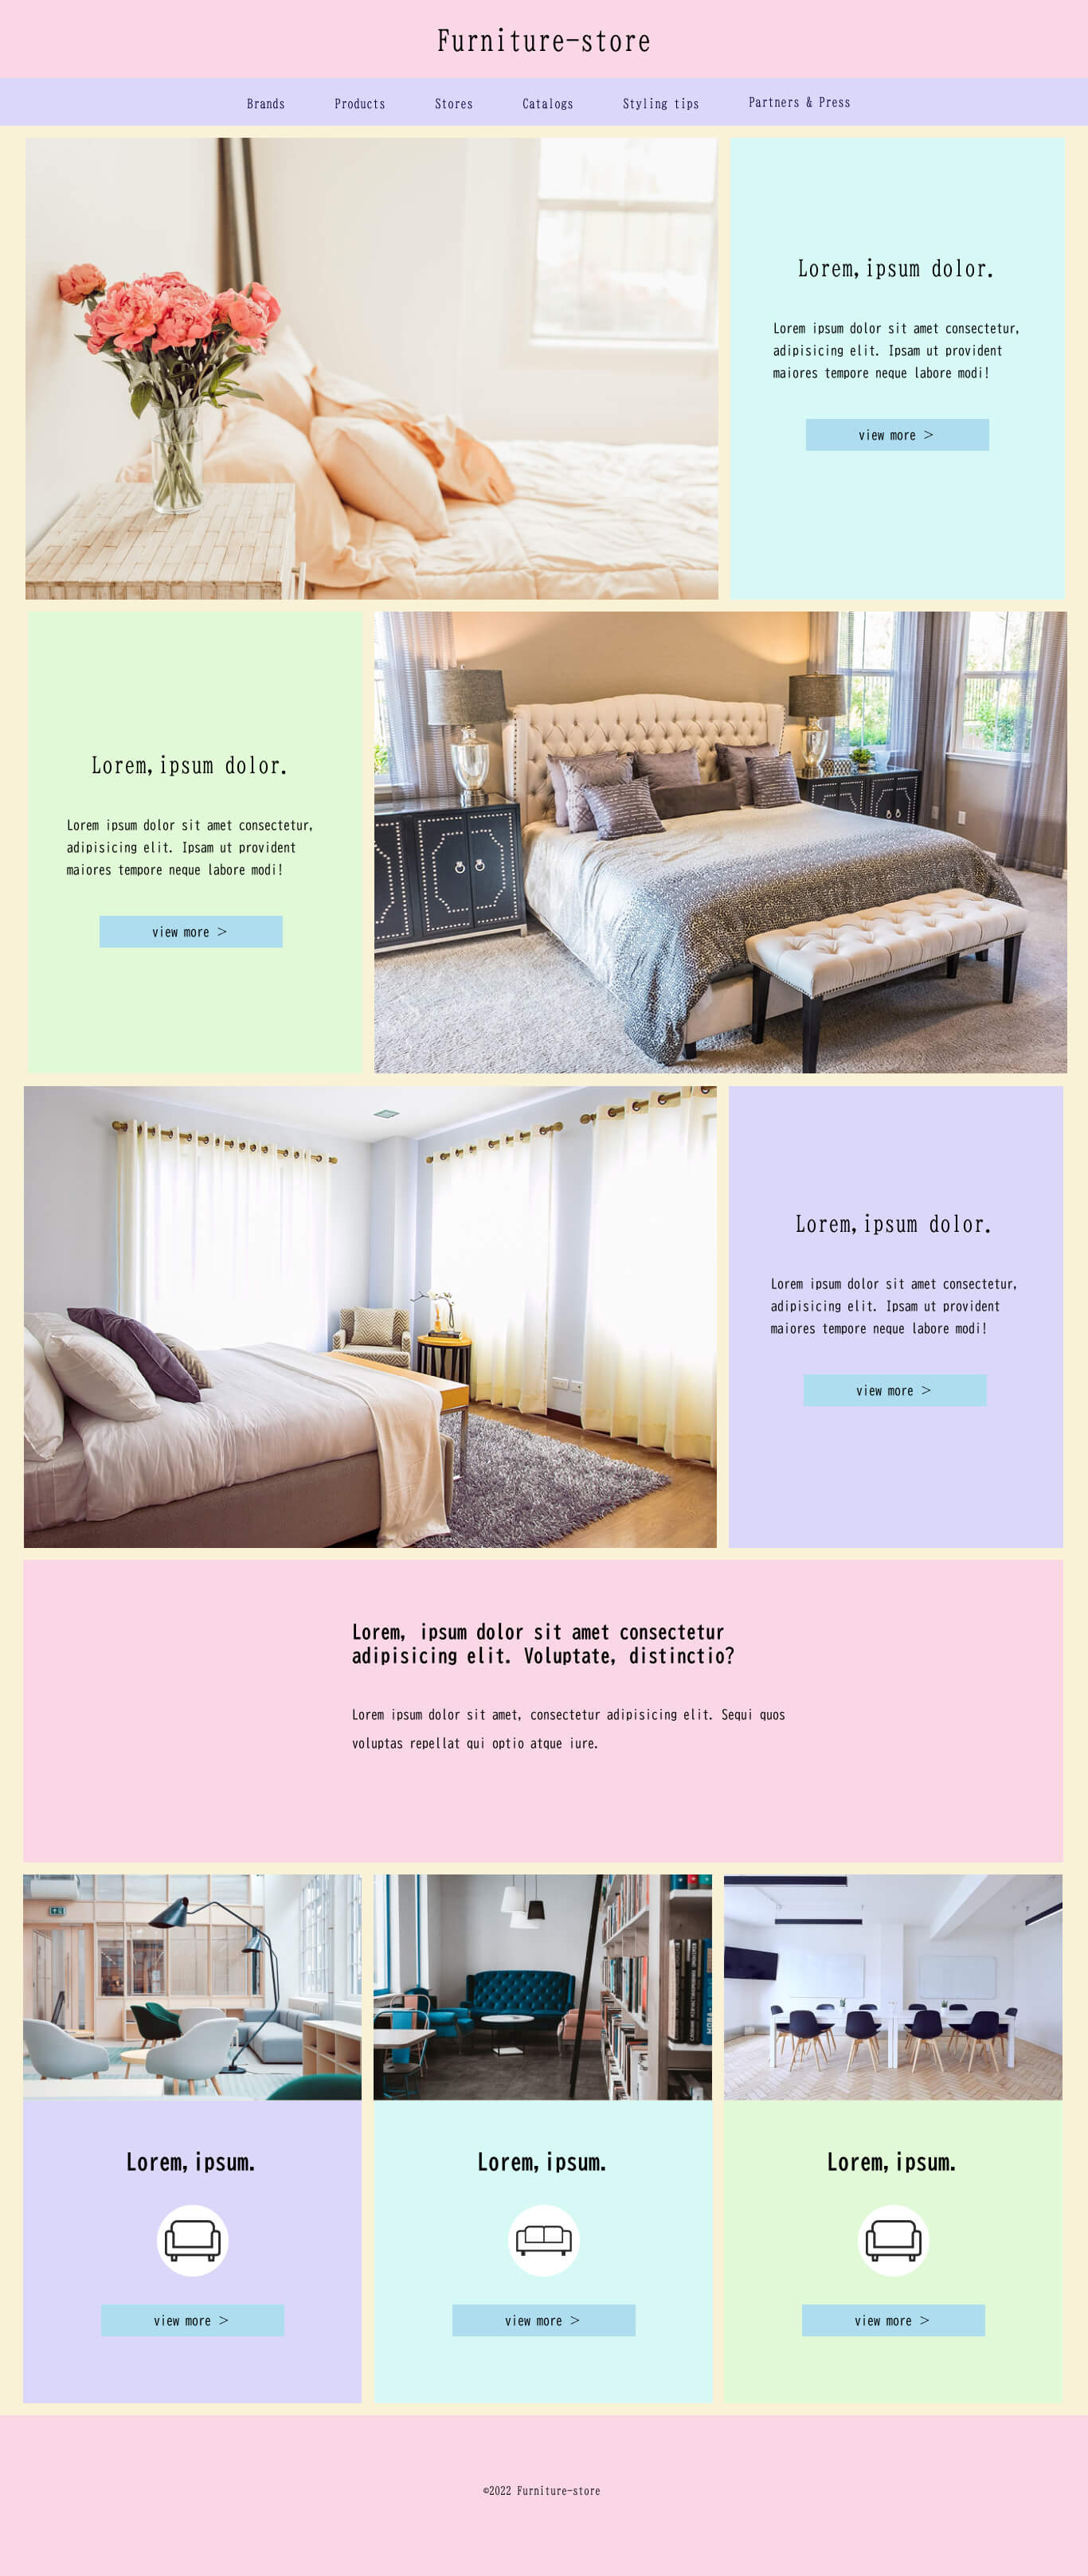 Furniture-store
Brands Products Stores Catalogs Styling tips Partners & Press
Lorem, ipsum dolor.
Lorem ipsum dolor sit amet consectetur,
adipisicing elit. Ipsam ut provident
maiores tempore neque labore modi!
view more >
Lorem, ipsum dolor.
Lorem ipsum dolor sit amet consectetur,
adipisicing elit. Ipsam ut provident
maiores tempore neque labore modi!
view more >
Lorem, ipsum dolor.
Lorem ipsum dolor sit amet consectetur,
adipisicing elit. Ipsam ut provident
maiores tempore neque labore modi!
view more >
Lorem, ipsum dolor sit amet consectetur
adipisicing elit. Voluptate, distinctio?
Lorem ipsum dolor sit amet, consectetur adipisicing elit. Sequi quos
voluptas repellat qui optio atque iure.
Lorem, ipsum.
view more >
Lorem, ipsum.
view more >
Lorem, ipsum.
view more >
©2022 Furniture-store